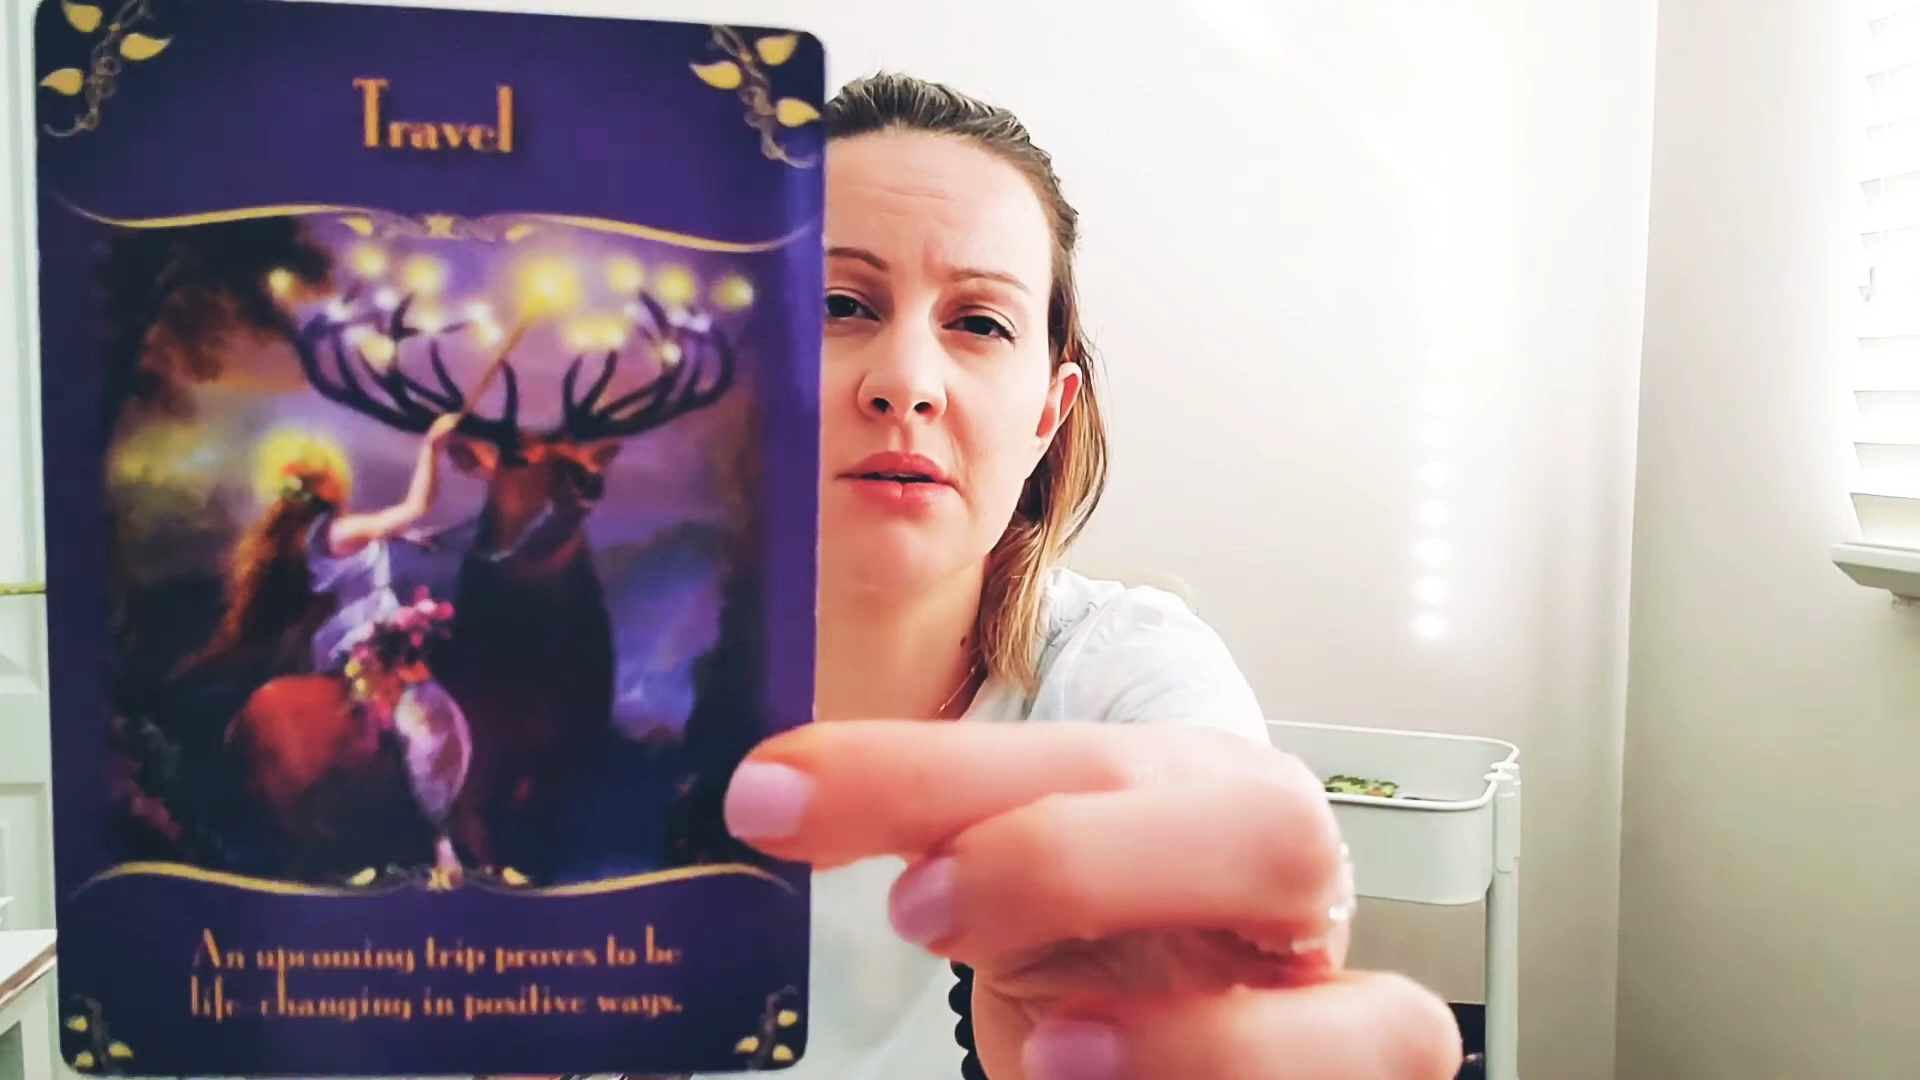 Travel
An upcoming trip proves to be
life-changing in positive ways.